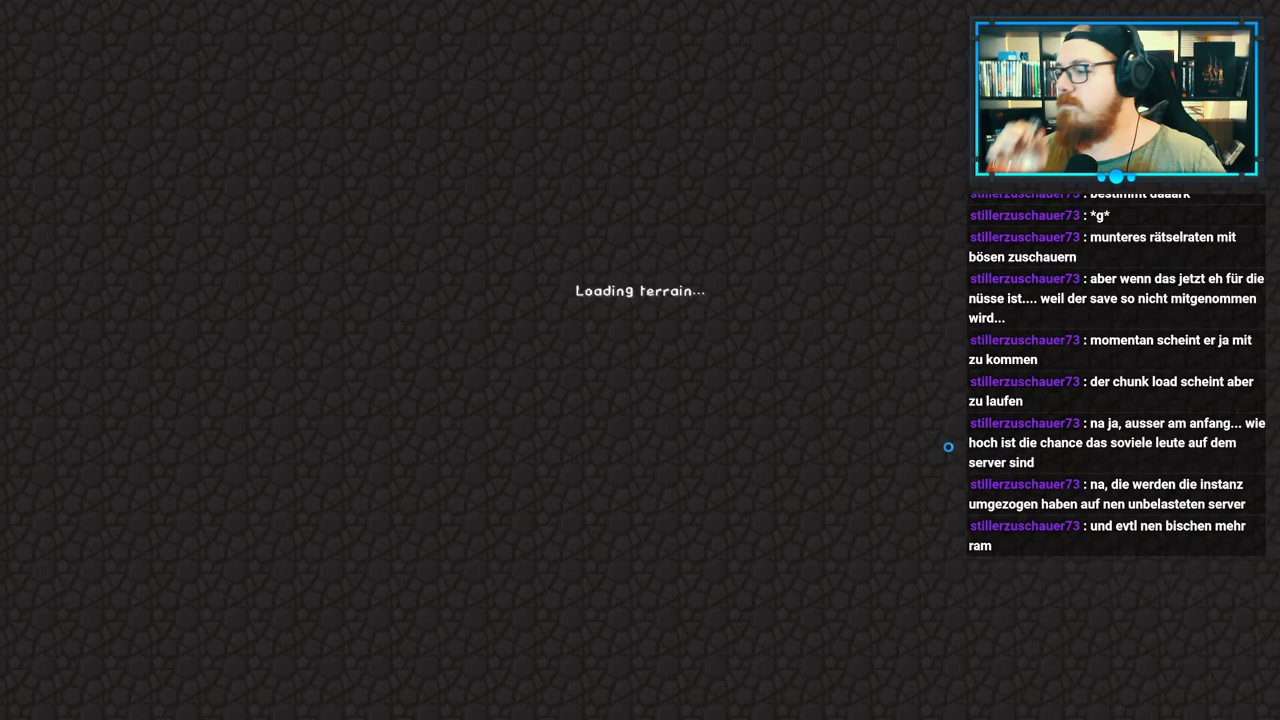 Loading terrain...
stillerzuschauer73 : bestimmt daaark
stillerzuschauer73 : *g*
stillerzuschauer73 : munteres rätselraten mit
bösen zuschauern
stillerzuschauer73 : aber wenn das jetzt eh für die
nüsse ist.... weil der save so nicht mitgenommen
wird...
stillerzuschauer73 : momentan scheint er ja mit
zu kommen
stillerzuschauer73 : der chunk load scheint aber
zu laufen
stillerzuschauer73 : na ja, ausser am anfang... wie
hoch ist die chance das soviele leute auf dem
server sind
stillerzuschauer73 : na, die werden die instanz
umgezogen haben auf nen unbelasteten server
stillerzuschauer73 : und evtl nen bischen mehr
ram